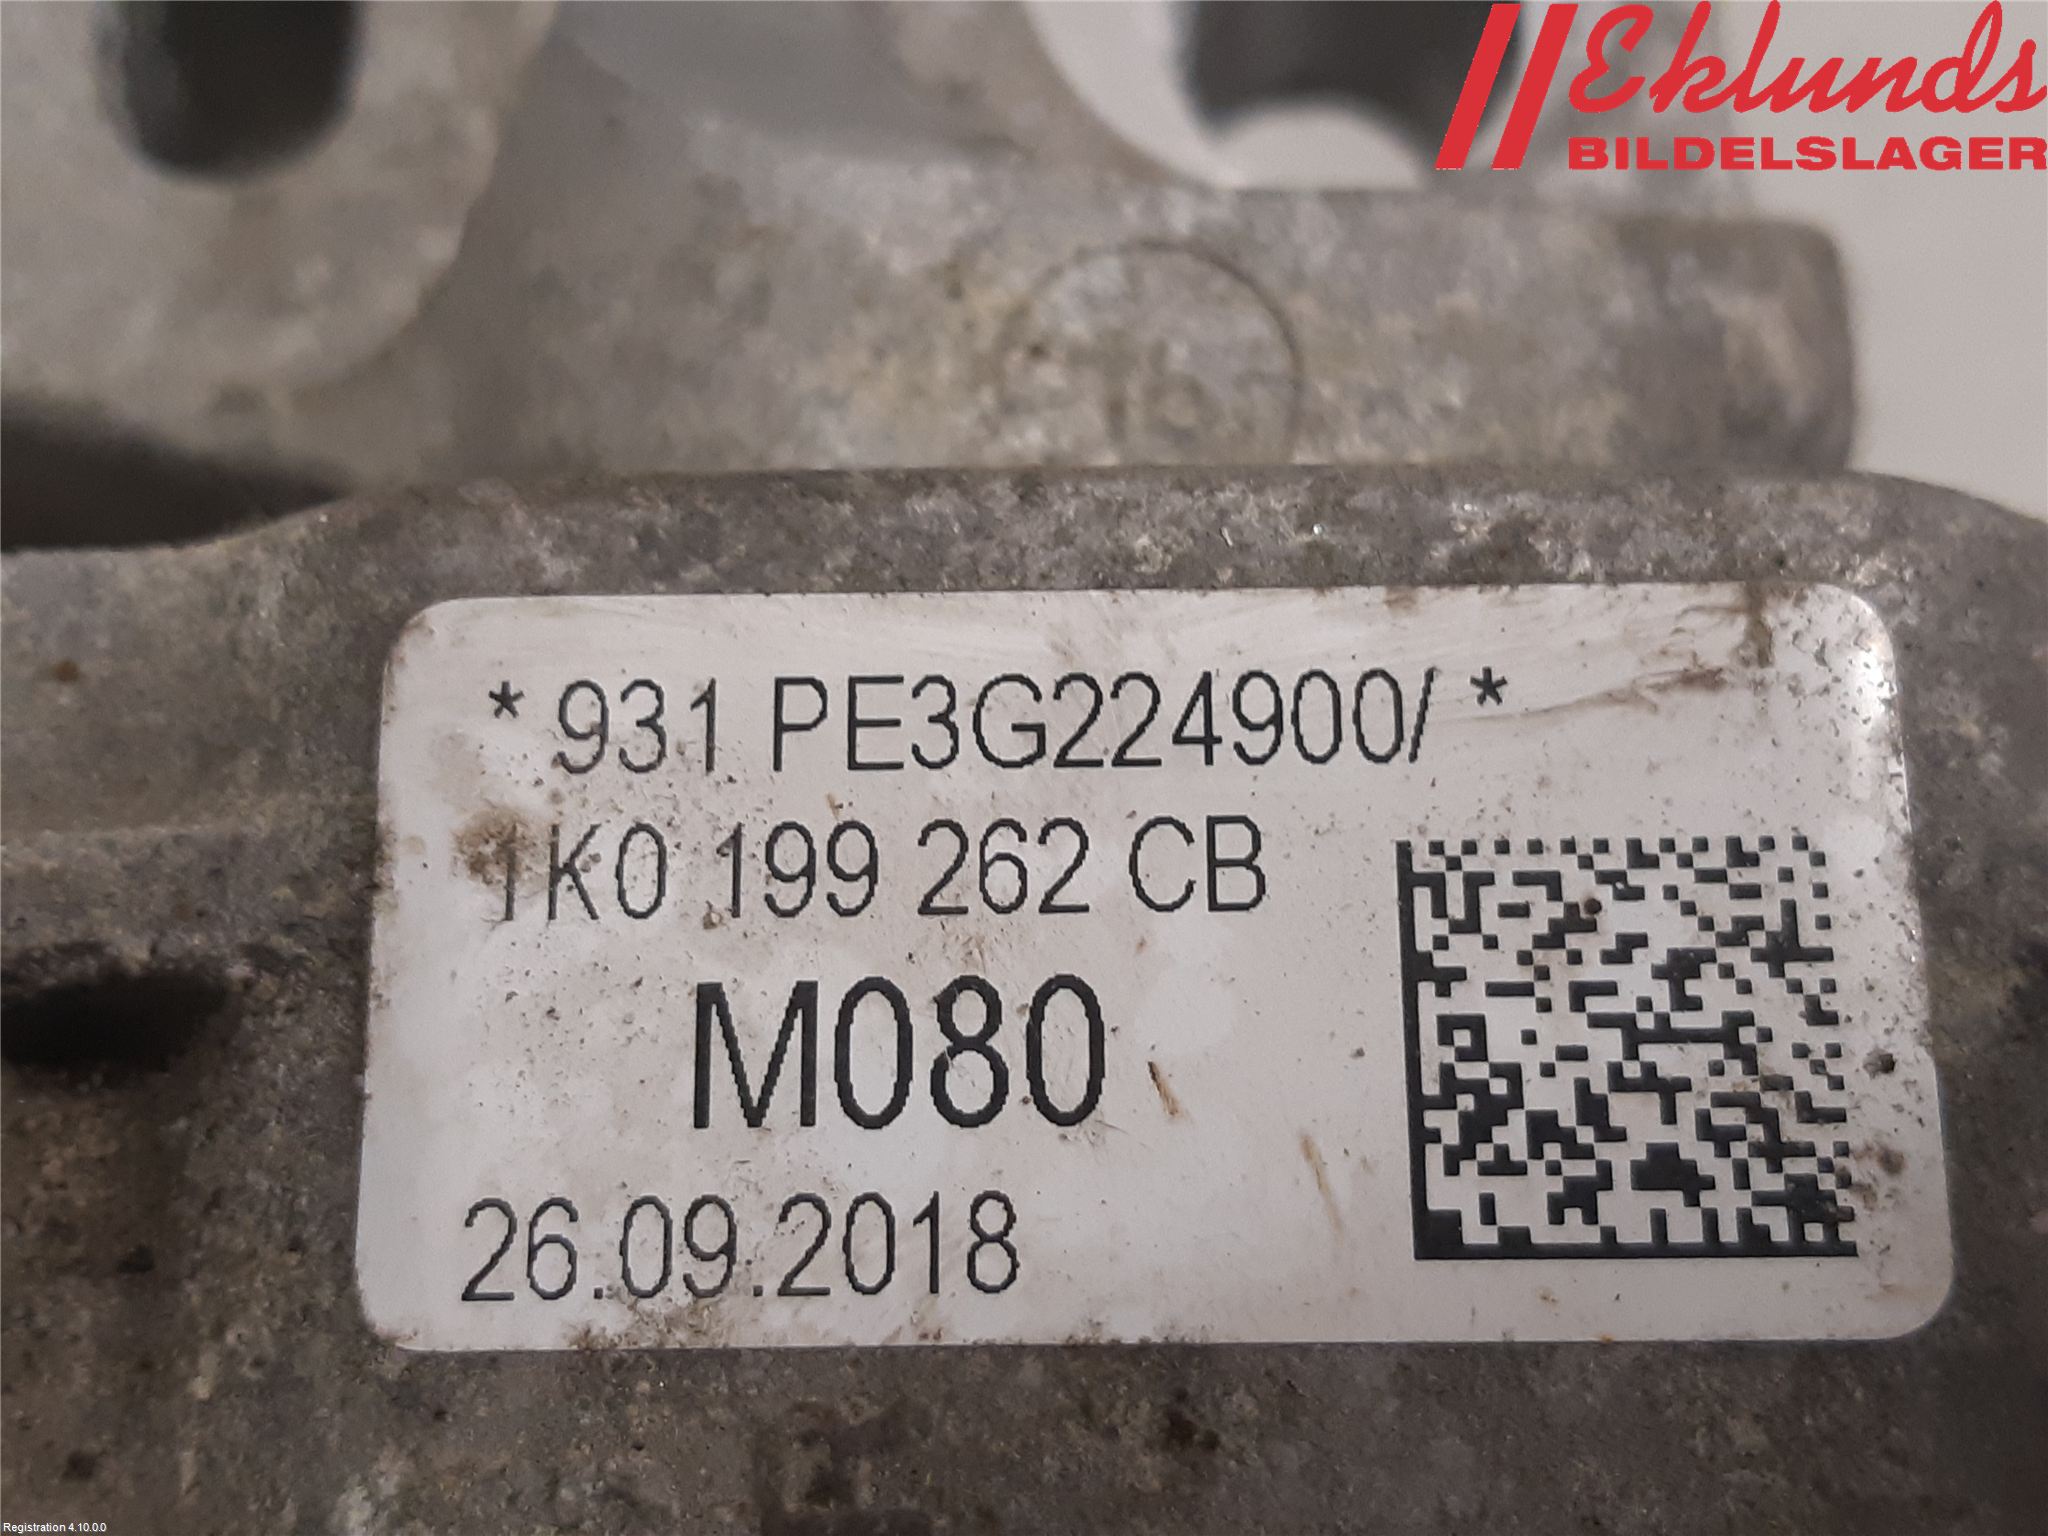 Eklunds
BILDELSLAGER
* 931 PE3G224900/ *
1K0 199 262 CB
M080
26.09.2018
Registration 4.10.0.0